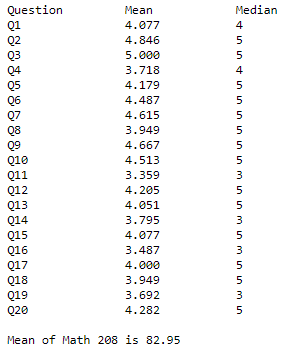 Question Mean Median
Q1 4.077 4
Q2 4.846 5
Q3 5.000 5
Q4 3.718 4
Q5 4.179 5
Q6 4.487 5
Q7 4.615 5
Q8 3.949 5
Q9 4.667 5
Q10 4.513 5
Q11 3.359 3
Q12 4.205 5
Q13 4.051 5
Q14 3.795 3
Q15 4.077 5
Q16 3.487 3
Q17 4.000 5
Q18 3.949 5
Q19 3.692 3
Q20 4.282 5
Mean of Math 208 is 82.95